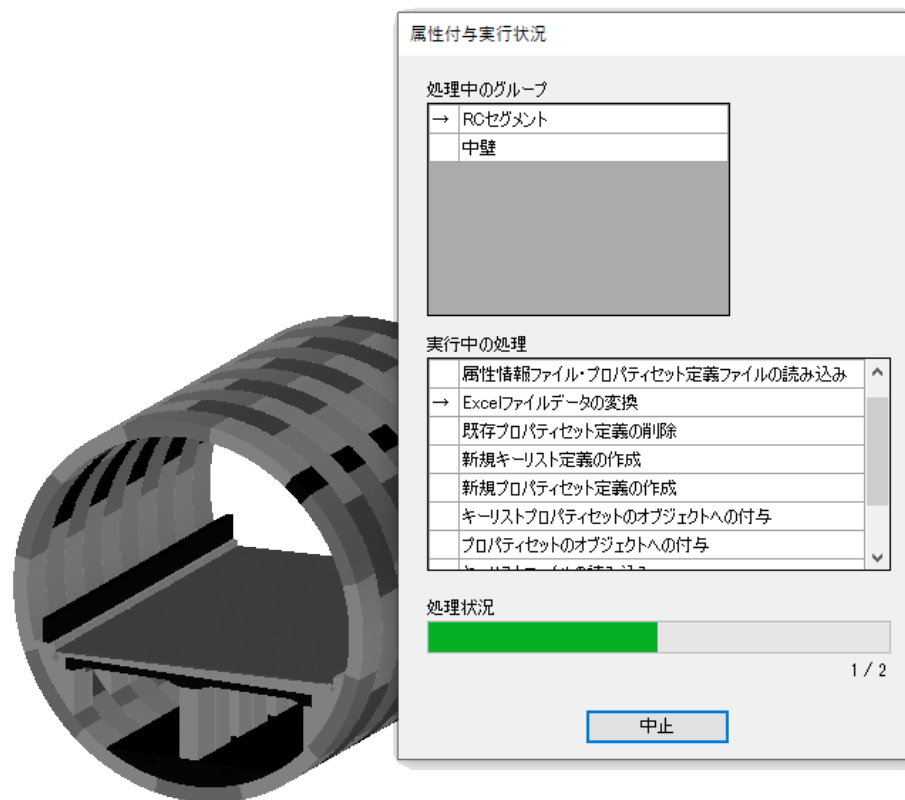 属性付与実行状況
処理中のグループ
→ RCセグメント
中壁
実行中の処理
属性情報ファイル・プロパティセット定義ファイルの読み込み
→ Excelファイルデータの変換
既存プロパティセット定義の削除
新規キーリスト定義の作成
新規プロパティセット定義の作成
キーリストプロパティセットのオブジェクトへの付与
プロパティセットのオブジェクトへの付与
処理状況
1 / 2
中止